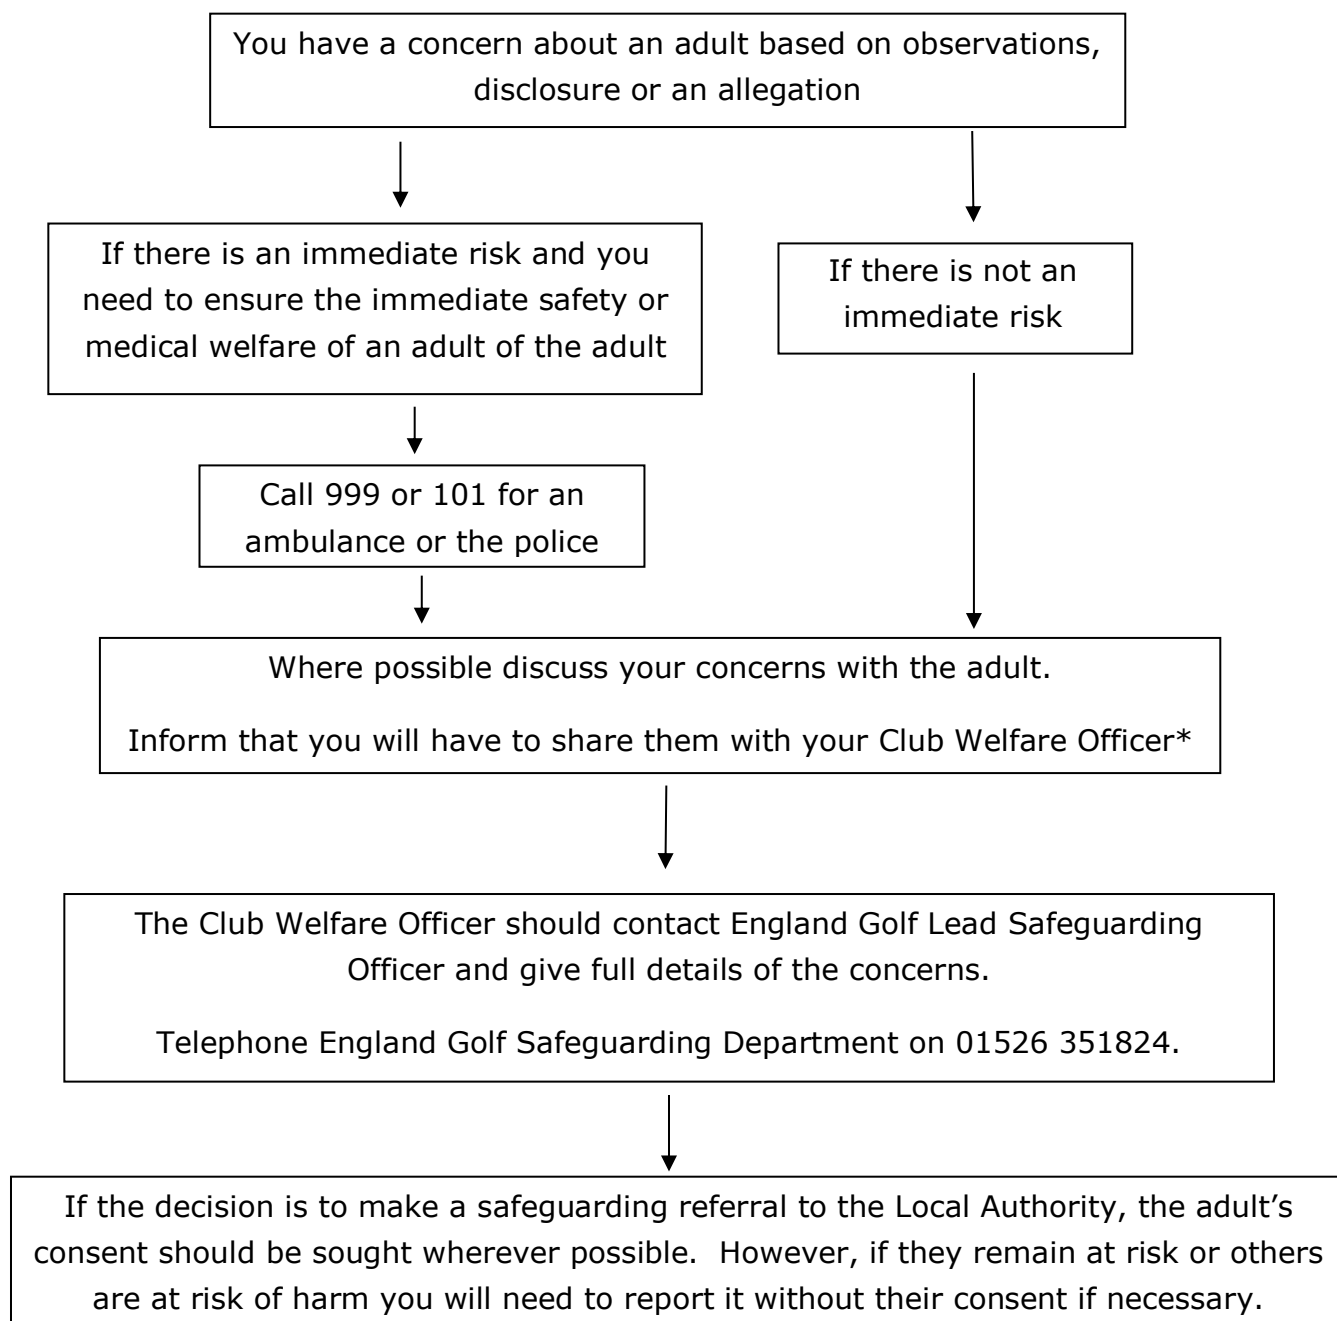 You have a concern about an adult based on observations,
disclosure or an allegation
If there is an immediate risk and you
need to ensure the immediate safety or
medical welfare of an adult of the adult
If there is not an
immediate risk
Call 999 or 101 for an
ambulance or the police
Where possible discuss your concerns with the adult.
Inform that you will have to share them with your Club Welfare Officer*
The Club Welfare Officer should contact England Golf Lead Safeguarding
Officer and give full details of the concerns.
Telephone England Golf Safeguarding Department on 01526 351824.
If the decision is to make a safeguarding referral to the Local Authority, the adult’s
consent should be sought wherever possible.  However, if they remain at risk or others
are at risk of harm you will need to report it without their consent if necessary.